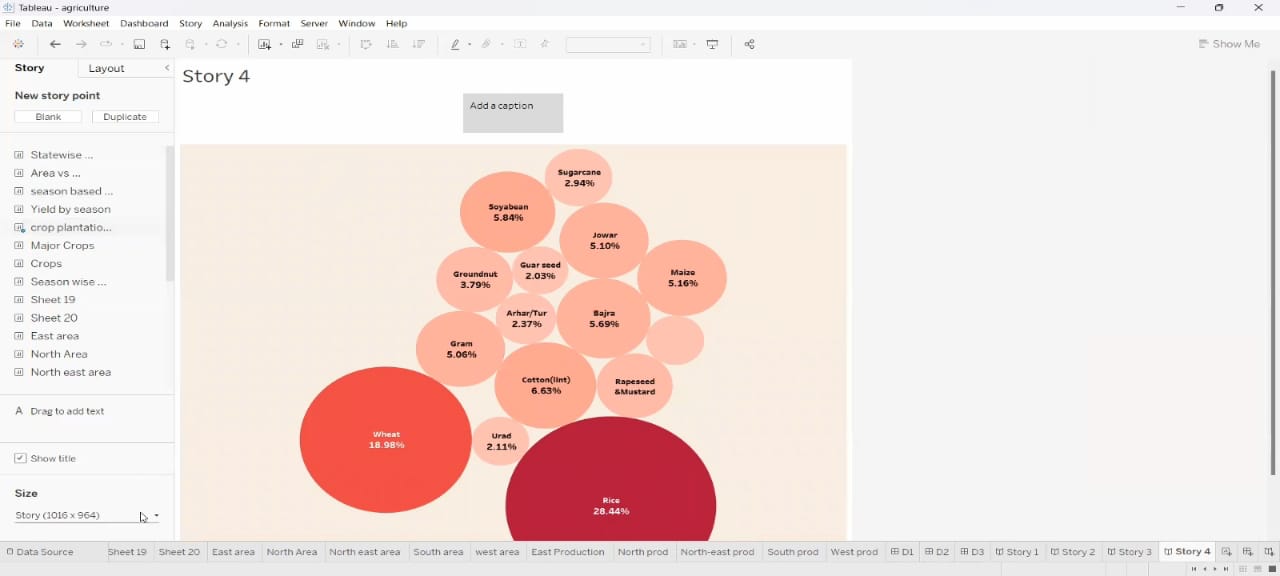 Tableau - agriculture
File Data Worksheet Dashboard Story Analysis Format Server Window Help
Show Me
Story Layout
New story point
Blank Duplicate
Statewise ...
Area vs ...
season based ...
Yield by season
crop plantatio...
Major Crops
Crops
Season wise ...
Sheet 19
Sheet 20
East area
North Area
North east area
A Drag to add text
Show title
Size
Story (1016 x 964)
Story 4
Add a caption
Sugarcane
2.94%
Soyabean
5.84%
Jowar
5.10%
Guar seed
2.03%
Maize
5.16%
Groundnut
3.79%
Arhar/Tur
2.37%
Bajra
5.69%
Gram
5.06%
Cotton(lint)
6.63%
Rapeseed
&Mustard
Wheat
18.98%
Urad
2.11%
Rice
28.44%
Data Source Sheet 19 Sheet 20 East area North Area North east area South area west area East Production North prod North-east prod South prod West prod D1 D2 D3 Story 1 Story 2 Story 3 Story 4